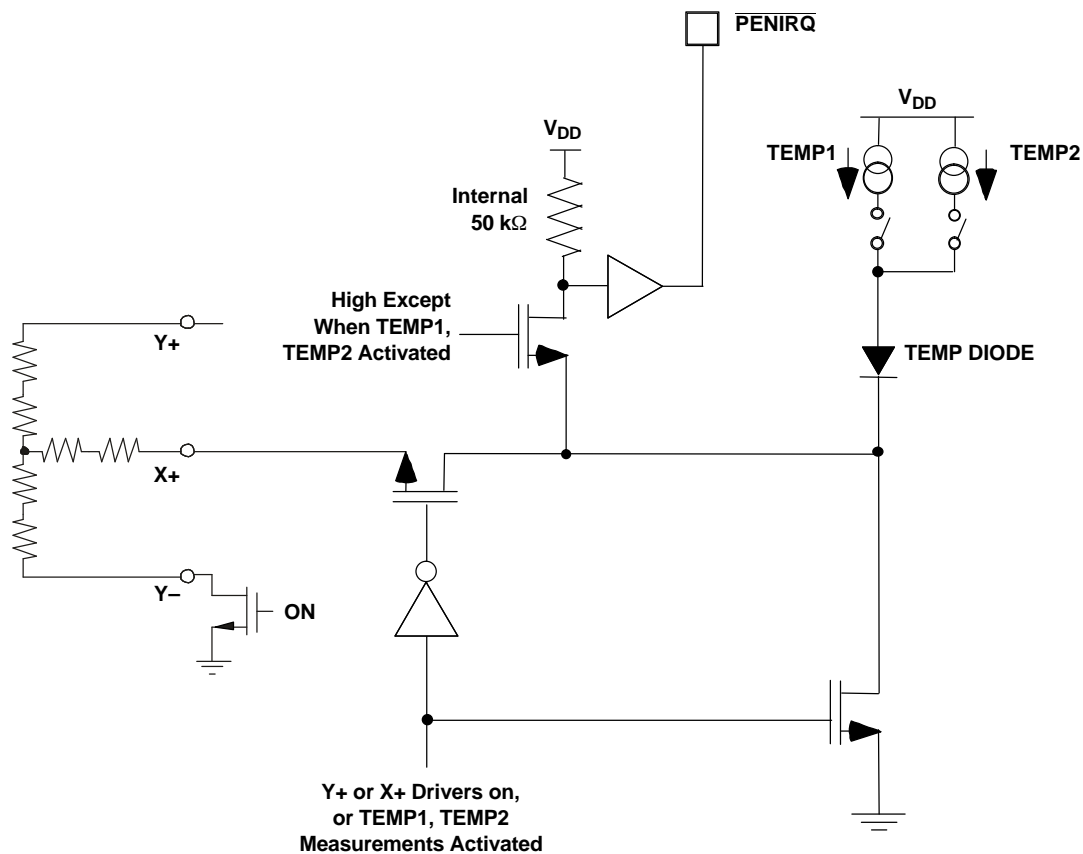 PENIRQ
VDD
TEMP1
TEMP2
VDD
Internal
50 kΩ
High Except
When TEMP1,
TEMP2 Activated
TEMP DIODE
Y+
X+
Y–
ON
Y+ or X+ Drivers on,
or TEMP1, TEMP2
Measurements Activated